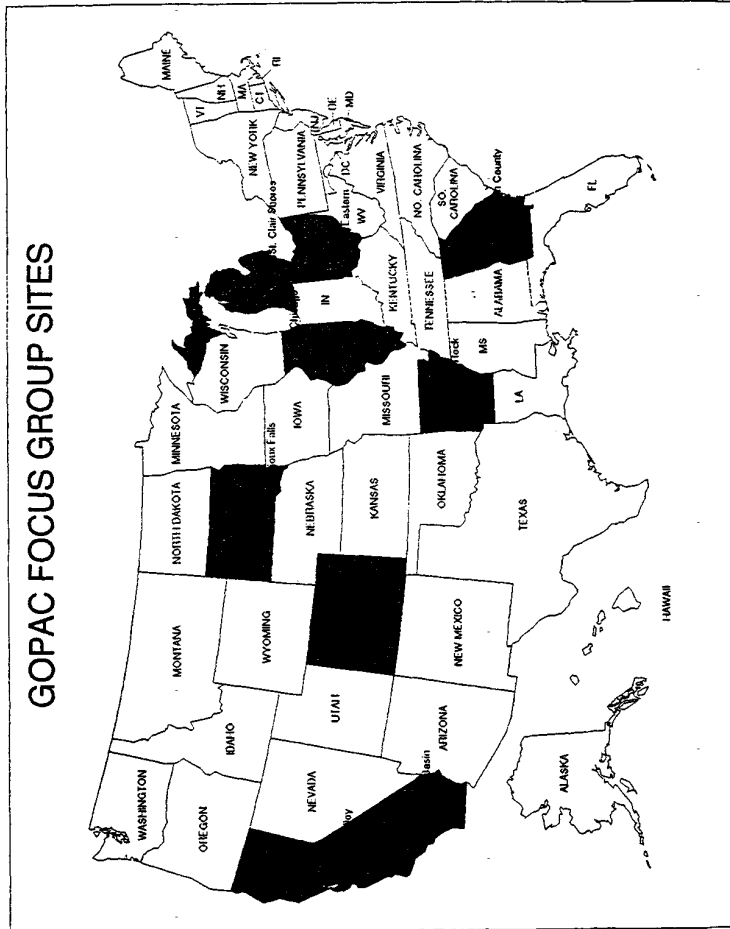 GOPAC FOCUS GROUP SITES
WASHINGTON
OREGON
IDAHO
MONTANA
WYOMING
NEVADA
UTAH
ARIZONA
NEW MEXICO
NORTH DAKOTA
NEBRASKA
KANSAS
OKLAHOMA
TEXAS
MINNESOTA
oux Falls
IOWA
MISSOURI
WISCONSIN
IN
KENTUCKY
TENNESSEE
MS
ALABAMA
LA
FL
SO.
CAROLINA
NO. CAROLINA
VIRGINIA
Eastern
WV
DC
PENNSYLVANIA
St. Clair Shores
NEW YORK
MAINE
NH
MA
CT
RI
NJ
DE
MD
n County
Rock
asin
ALASKA
HAWAII